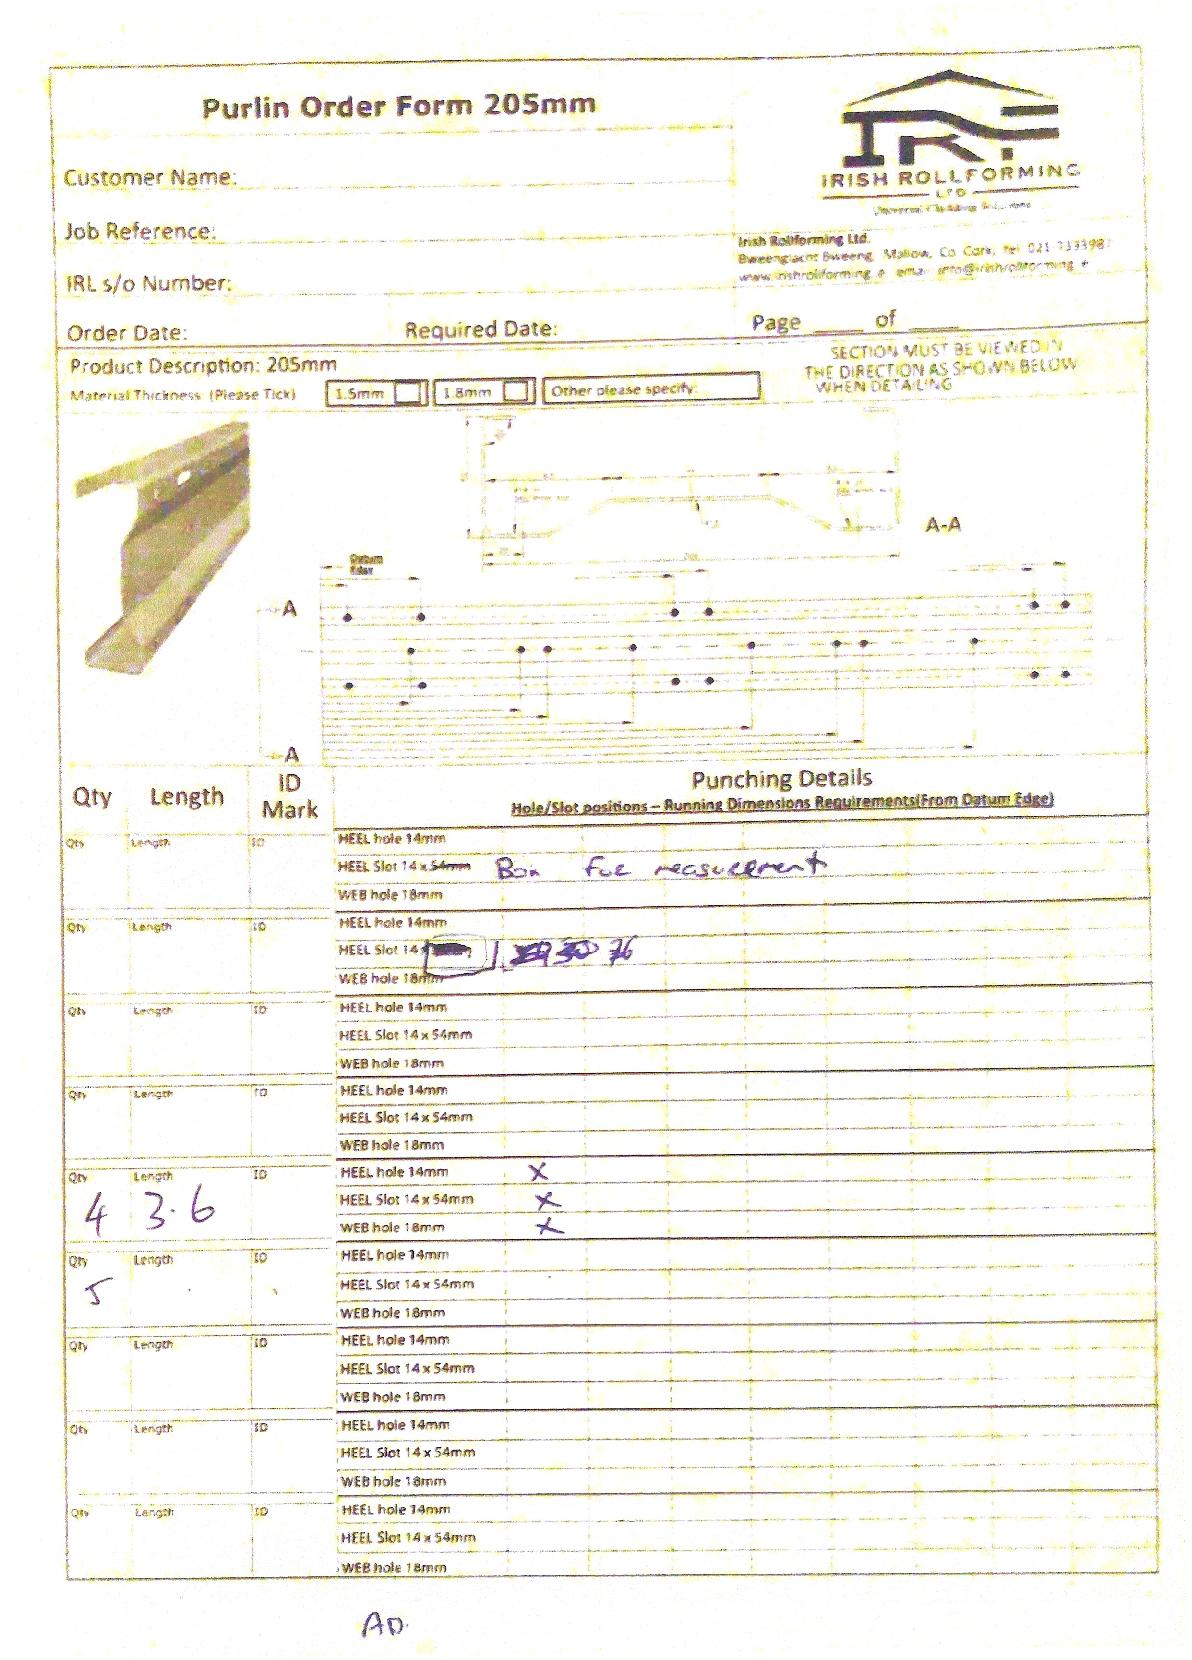 Purlin Order Form 205mm
IRF
IRISH ROLLFORMING
LTD
Customer Name:
Job Reference:
Irish Rollforming Ltd.
Bweenglacht Bweeng, Mallow, Co Cork, Tel 021-7333982
www.irishrollforming.ie email info@irishrollforming.ie
IRL s/o Number:
Order Date: Required Date: Page ____ of ____
Product Description: 205mm
SECTION MUST BE VIEWED IN
THE DIRECTION AS SHOWN BELOW
WHEN DETAILING
Material Thickness (Please Tick) 1.5mm 1.8mm Other please specify:
A-A
Datum
Edge
A
A
Qty Length ID Mark Punching Details
Hole/Slot positions – Running Dimensions Requirements(From Datum Edge)
Qty Length ID HEEL hole 14mm
HEEL Slot 14 x 54mm Box For measurement
WEB hole 18mm
Qty Length ID HEEL hole 14mm
HEEL Slot 14 76
WEB hole 18mm
Qty Length ID HEEL hole 14mm
HEEL Slot 14 x 54mm
WEB hole 18mm
Qty Length ID HEEL hole 14mm
HEEL Slot 14 x 54mm
WEB hole 18mm
Qty Length ID HEEL hole 14mm X
4 3.6 HEEL Slot 14 x 54mm X
WEB hole 18mm X
Qty Length ID HEEL hole 14mm
5 HEEL Slot 14 x 54mm
WEB hole 18mm
Qty Length ID HEEL hole 14mm
HEEL Slot 14 x 54mm
WEB hole 18mm
Qty Length ID HEEL hole 14mm
HEEL Slot 14 x 54mm
WEB hole 18mm
Qty Length ID HEEL hole 14mm
HEEL Slot 14 x 54mm
WEB hole 18mm
AD.